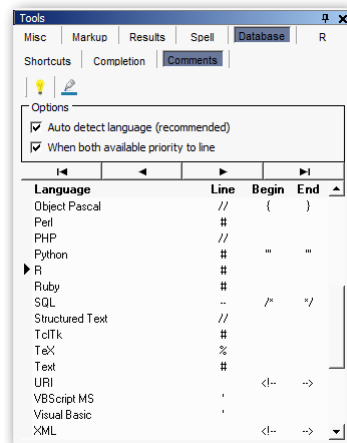 Tools
Misc Markup Results Spell Database R
Shortcuts Completion Comments
Options
Auto detect language (recommended)
When both available priority to line
Language Line Begin End
Object Pascal // { }
Perl #
PHP //
Python # ''' '''
R #
Ruby #
SQL -- /* */
Structured Text //
TclTk #
TeX %
Text #
URI <!-- -->
VBScript MS '
Visual Basic '
XML <!-- -->